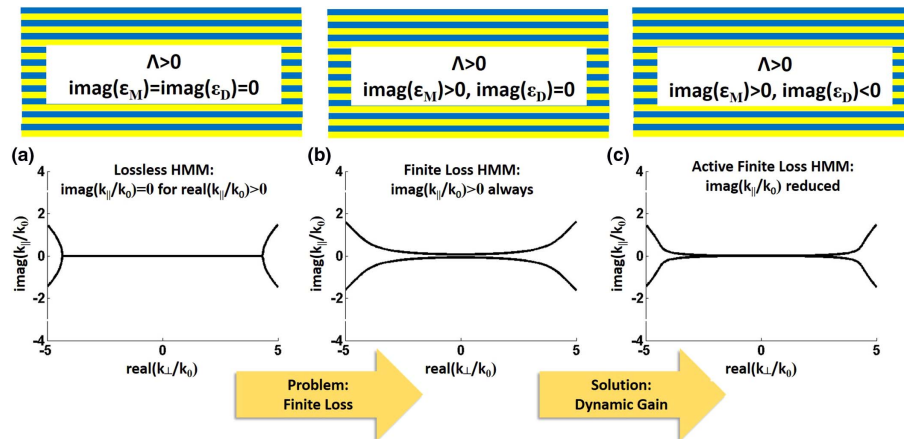 Λ>0
imag(εM)=imag(εD)=0
Λ>0
imag(εM)>0, imag(εD)=0
Λ>0
imag(εM)>0, imag(εD)<0
(a)
Lossless HMM:
imag(k||/k0)=0 for real(k||/k0)>0
4
2
0
-2
-4
imag(k||/k0)
-5
0
5
real(k⊥/k0)
(b)
Finite Loss HMM:
imag(k||/k0)>0 always
4
2
0
-2
-4
imag(k||/k0)
-5
0
5
real(k⊥/k0)
(c)
Active Finite Loss HMM:
imag(k||/k0) reduced
4
2
0
-2
-4
imag(k||/k0)
-5
0
5
real(k⊥/k0)
Problem:
Finite Loss
Solution:
Dynamic Gain